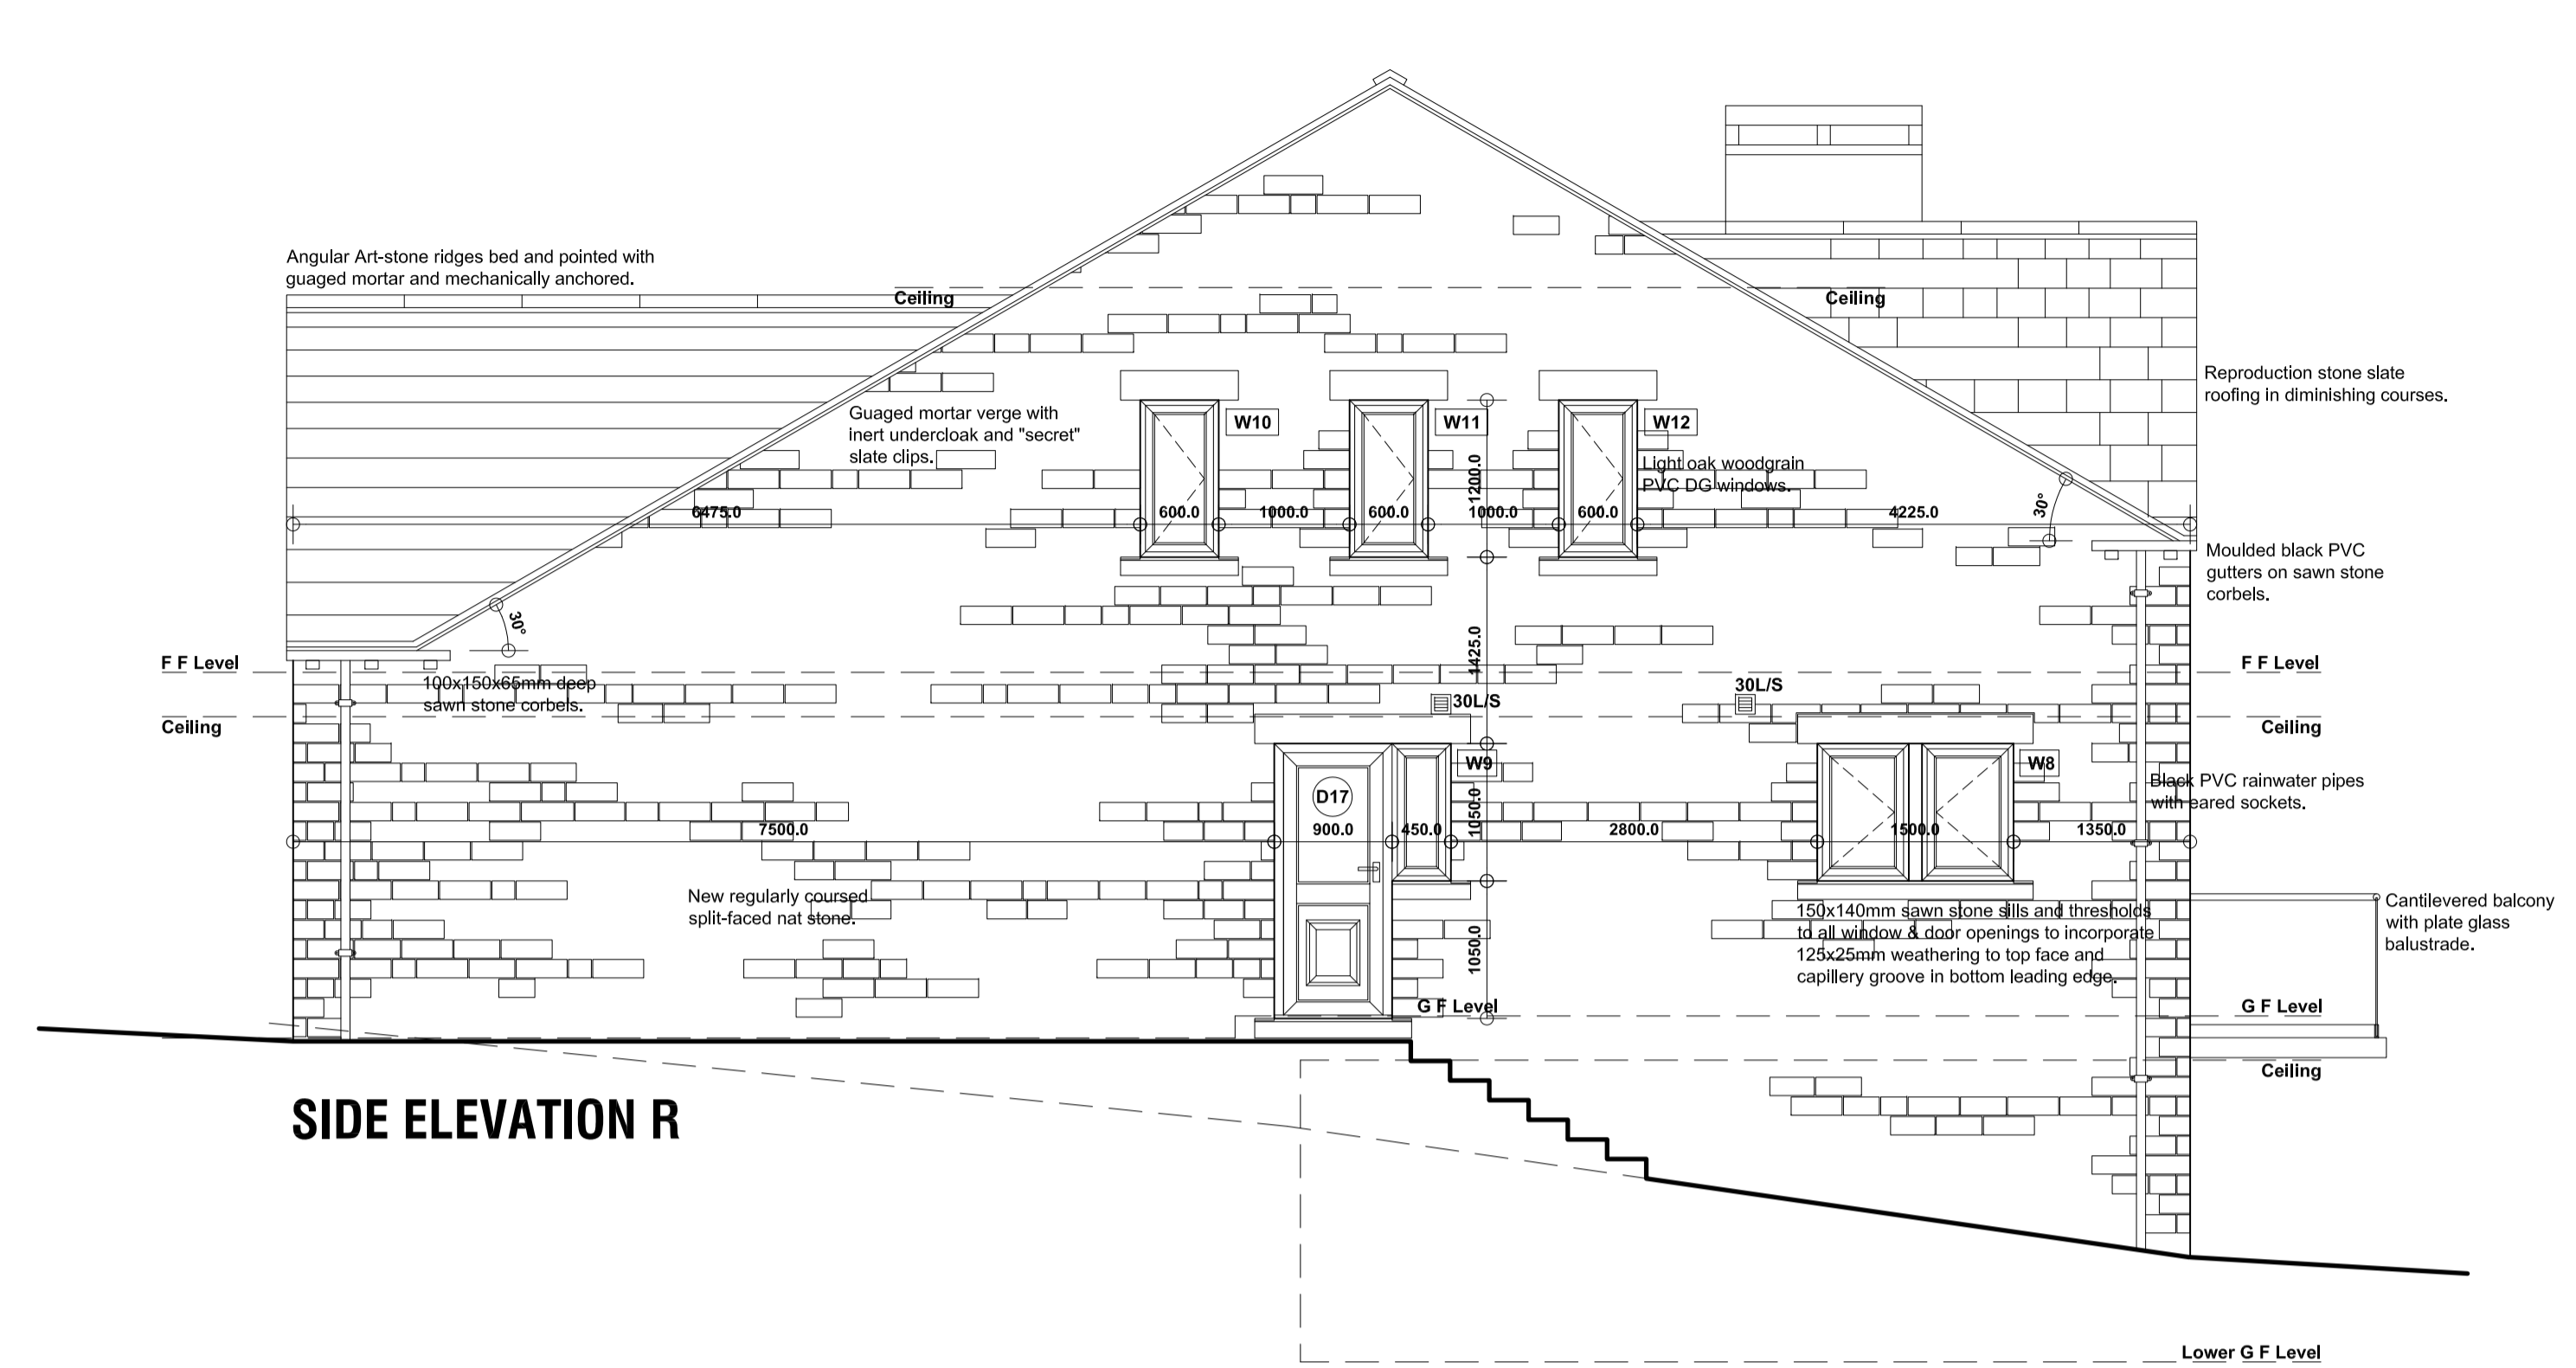 Angular Art-stone ridges bed and pointed with
guaged mortar and mechanically anchored.
Ceiling
Ceiling
Reproduction stone slate
roofing in diminishing courses.
Guaged mortar verge with
inert undercloak and "secret"
slate clips.
W10
W11
W12
Light oak woodgrain
PVC DG windows.
1200.0
6475.0
600.0
1000.0
600.0
1000.0
600.0
4225.0
30°
Moulded black PVC
gutters on sawn stone
corbels.
30°
F F Level
F F Level
1425.0
100x150x65mm deep
sawn stone corbels.
30L/S
30L/S
Ceiling
Ceiling
W9
W8
Black PVC rainwater pipes
with eared sockets.
D17
1050.0
7500.0
900.0
450.0
2800.0
1500.0
1350.0
New regularly coursed
split-faced nat stone.
150x140mm sawn stone sills and thresholds
to all window & door openings to incorporate
125x25mm weathering to top face and
capillery groove in bottom leading edge.
Cantilevered balcony
with plate glass
balustrade.
1050.0
G F Level
G F Level
Ceiling
SIDE ELEVATION R
Lower G F Level